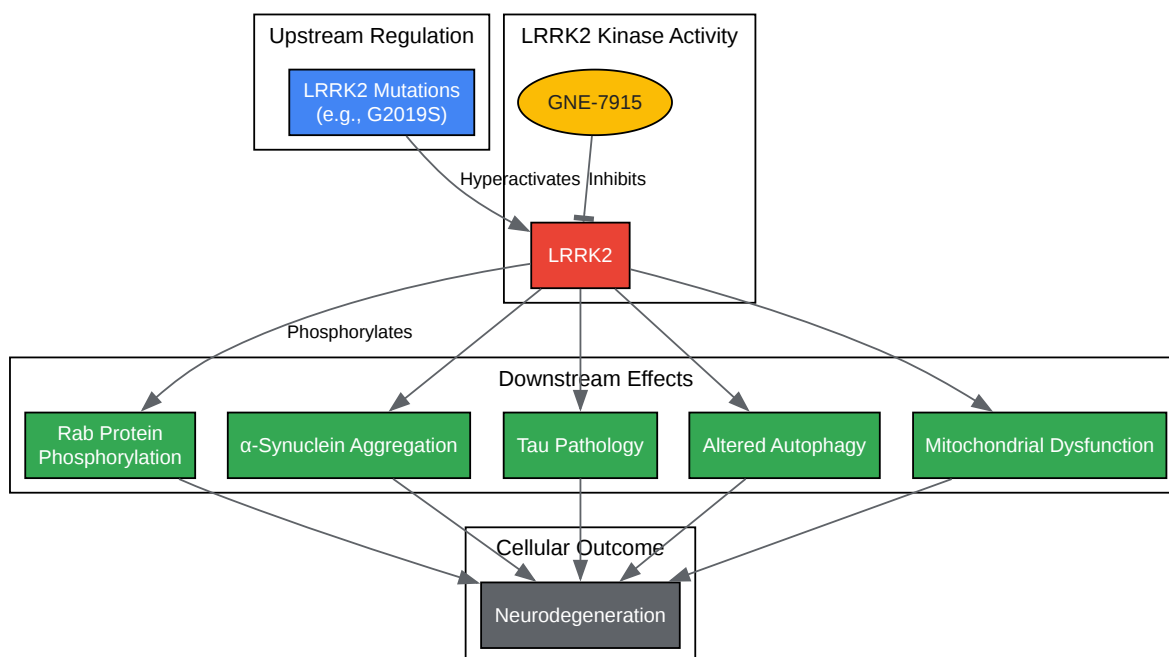 Upstream Regulation
LRRK2 Kinase Activity
LRRK2 Mutations
(e.g., G2019S)
GNE-7915
Hyperactivates
Inhibits
LRRK2
Phosphorylates
Downstream Effects
Rab Protein
Phosphorylation
α-Synuclein Aggregation
Tau Pathology
Altered Autophagy
Mitochondrial Dysfunction
Cellular Outcome
Neurodegeneration